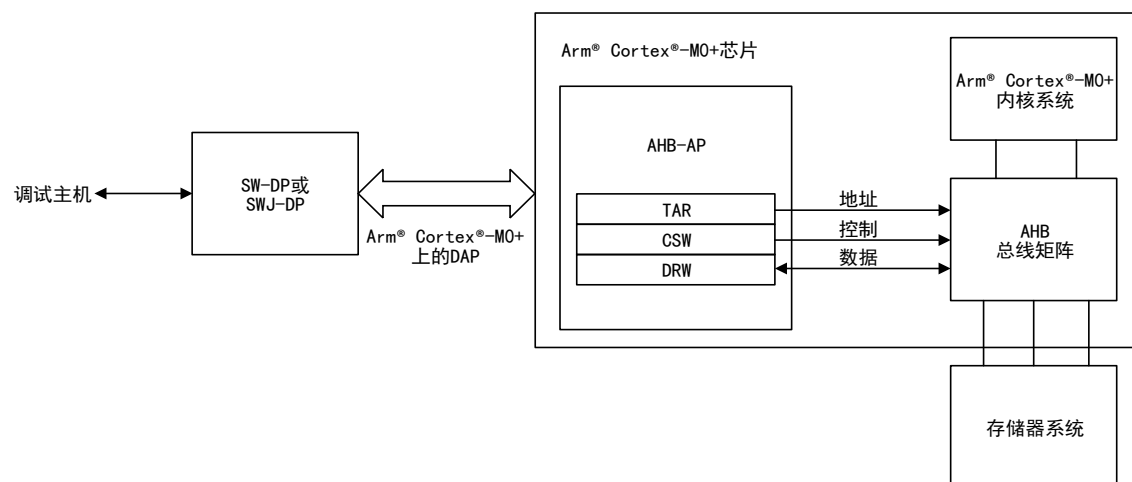 Arm® Cortex®-M0+芯片
Arm® Cortex®-M0+
内核系统
AHB-AP
调试主机
SW-DP或
SWJ-DP
Arm® Cortex®-M0+
上的DAP
TAR
CSW
DRW
地址
控制
数据
AHB
总线矩阵
存储器系统